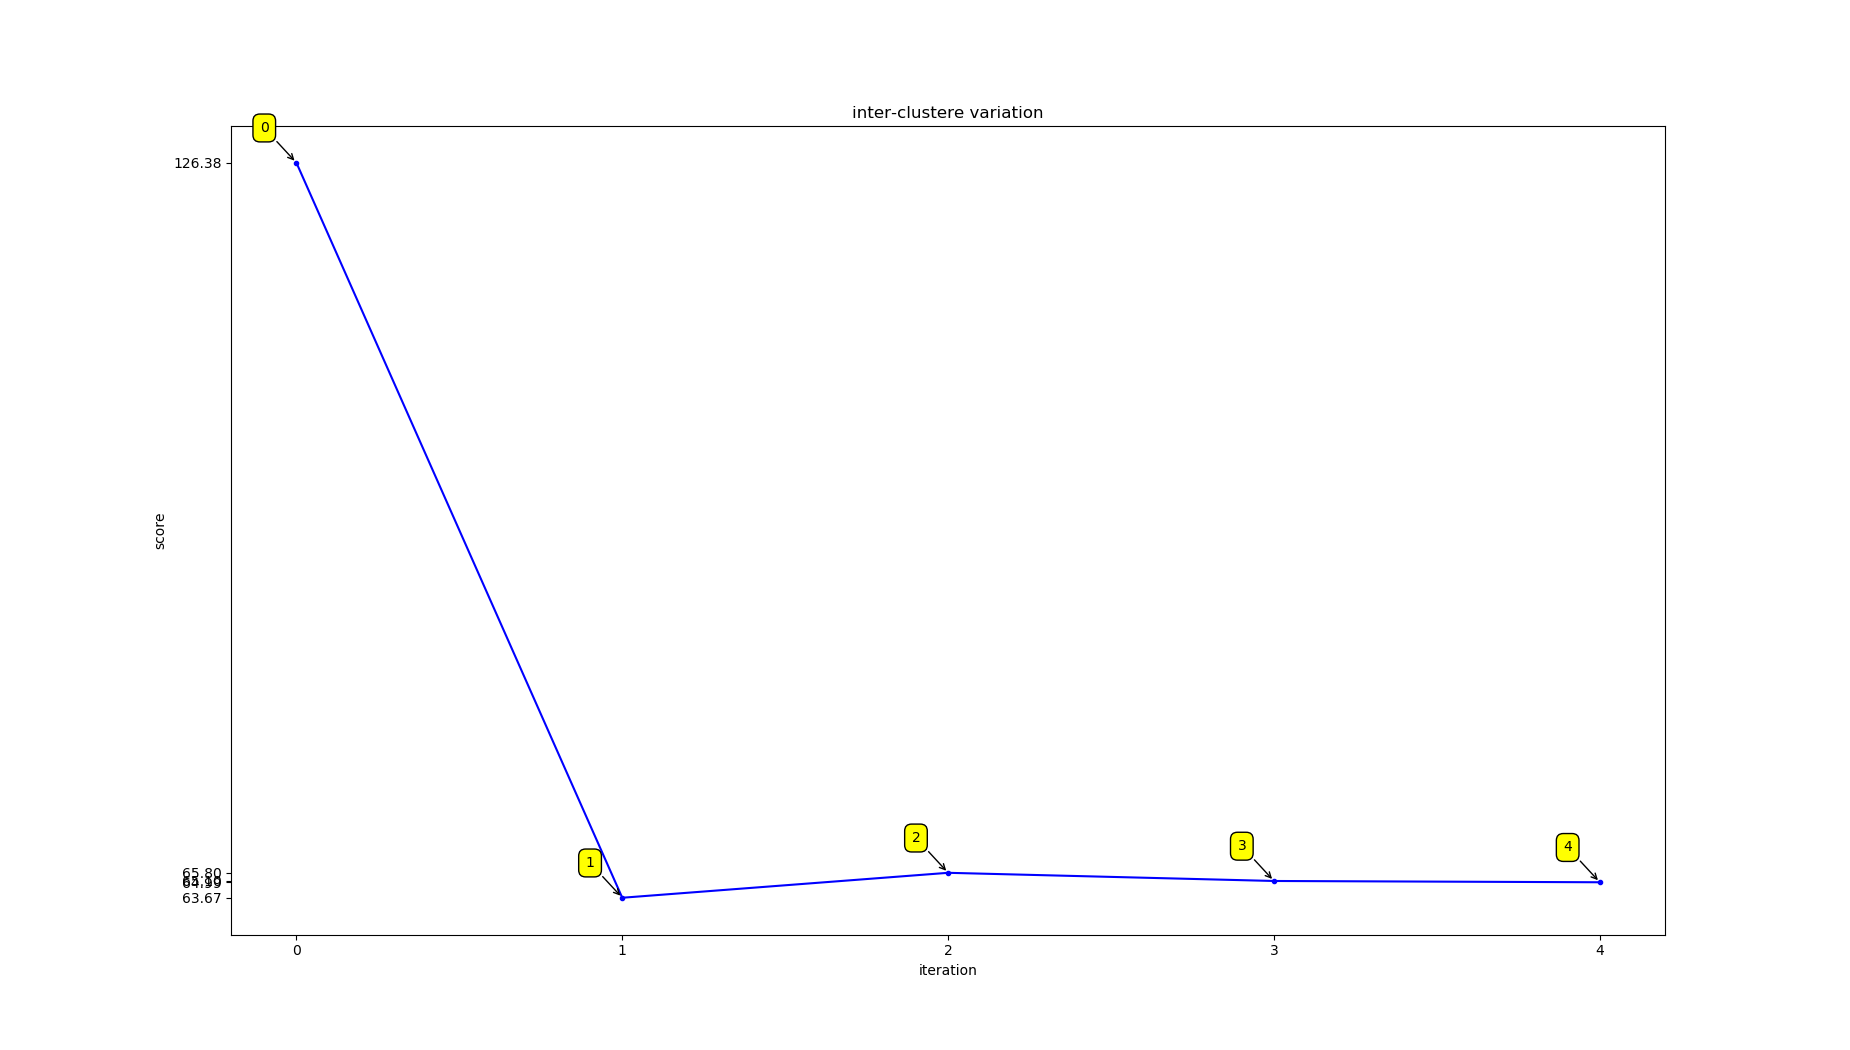 inter-clustere variation
0
126.38
score
1
2
3
4
65.80
63.67
0 1 2 3 4
iteration